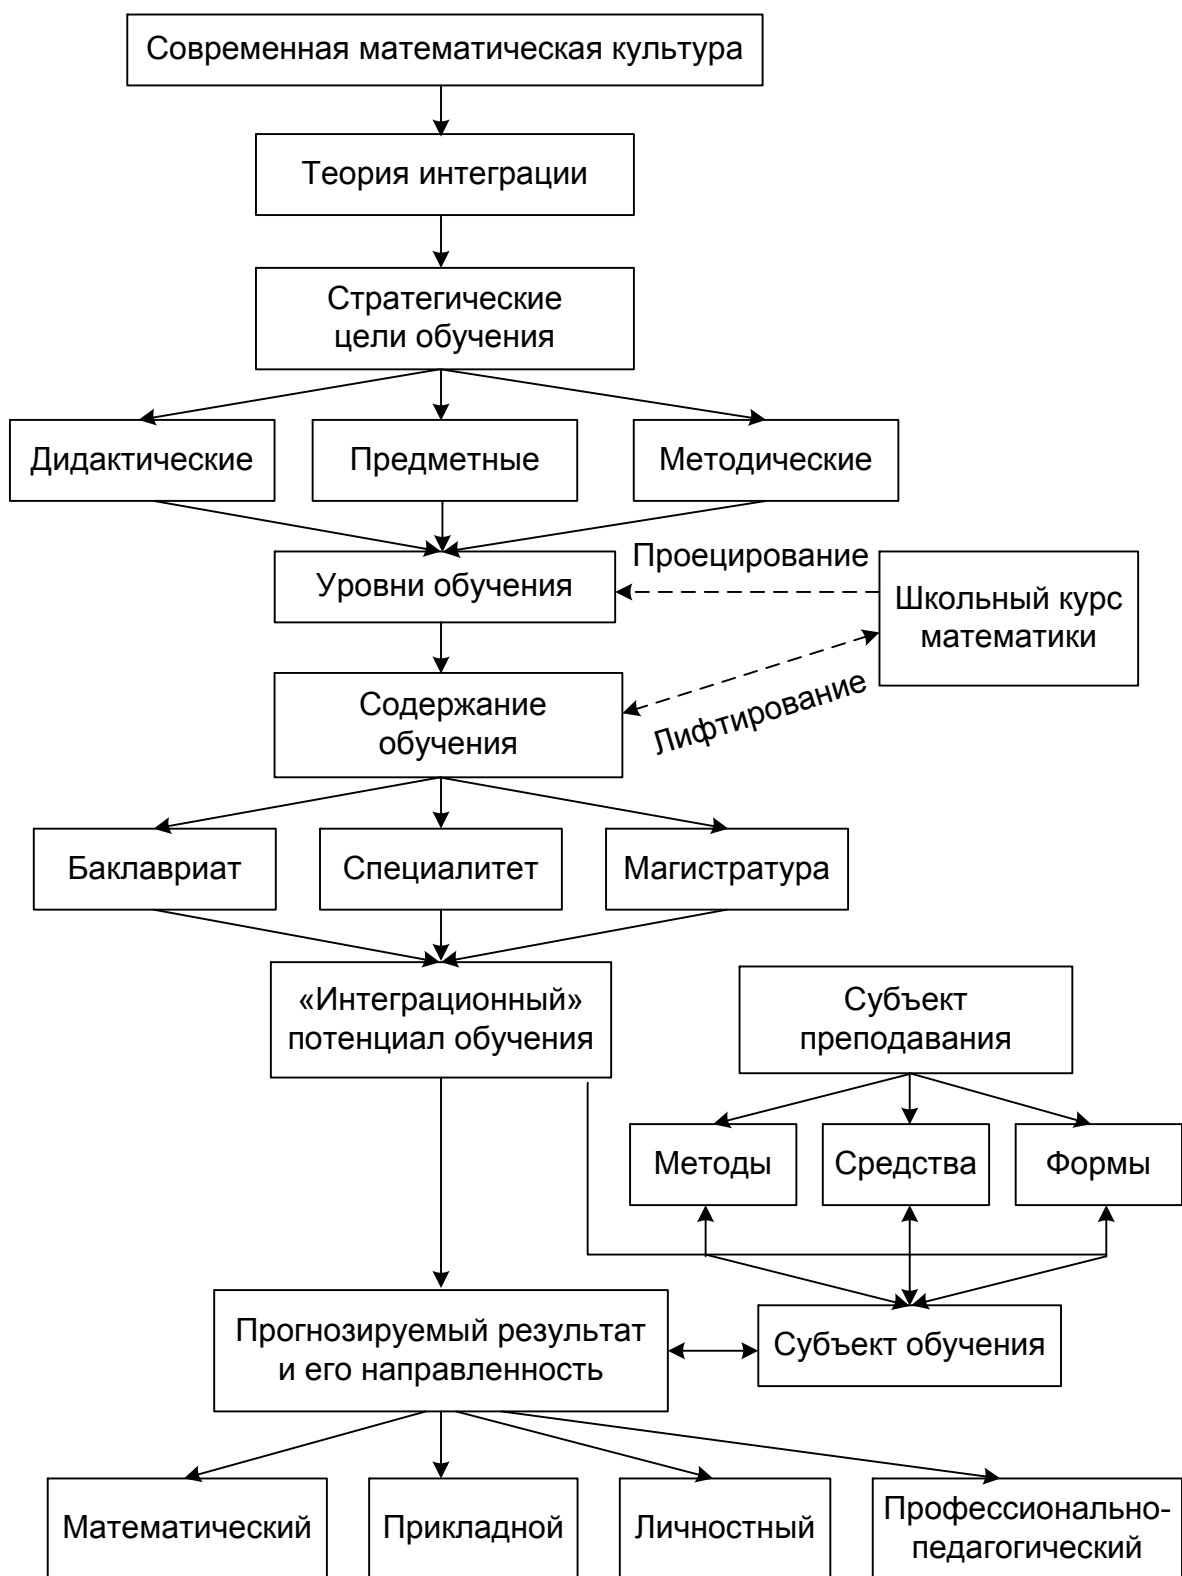 Современная математическая культура
Теория интеграции
Стратегические
цели обучения
Дидактические
Предметные
Методические
Проецирование
Уровни обучения
Школьный курс
математики
Лифтирование
Содержание
обучения
Баклавриат
Специалитет
Магистратура
«Интеграционный»
потенциал обучения
Субъект
преподавания
Методы
Средства
Формы
Прогнозируемый результат
и его направленность
Субъект обучения
Математический
Прикладной
Личностный
Профессионально-
педагогический